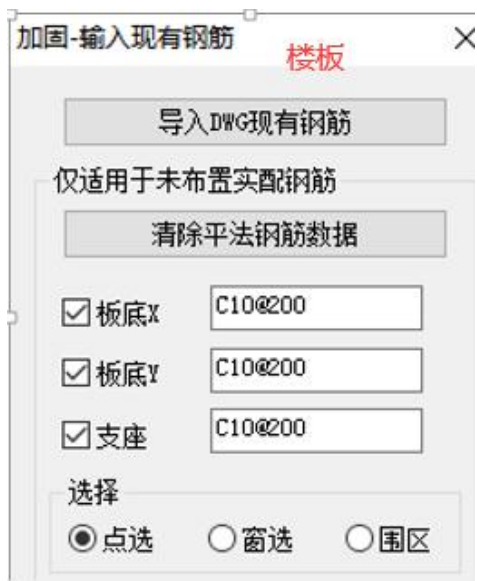 加固-输入现有钢筋
楼板
导入DWG现有钢筋
仅适用于未布置实配钢筋
清除平法钢筋数据
板底X C10@200
板底Y C10@200
支座 C10@200
选择
点选 窗选 围区